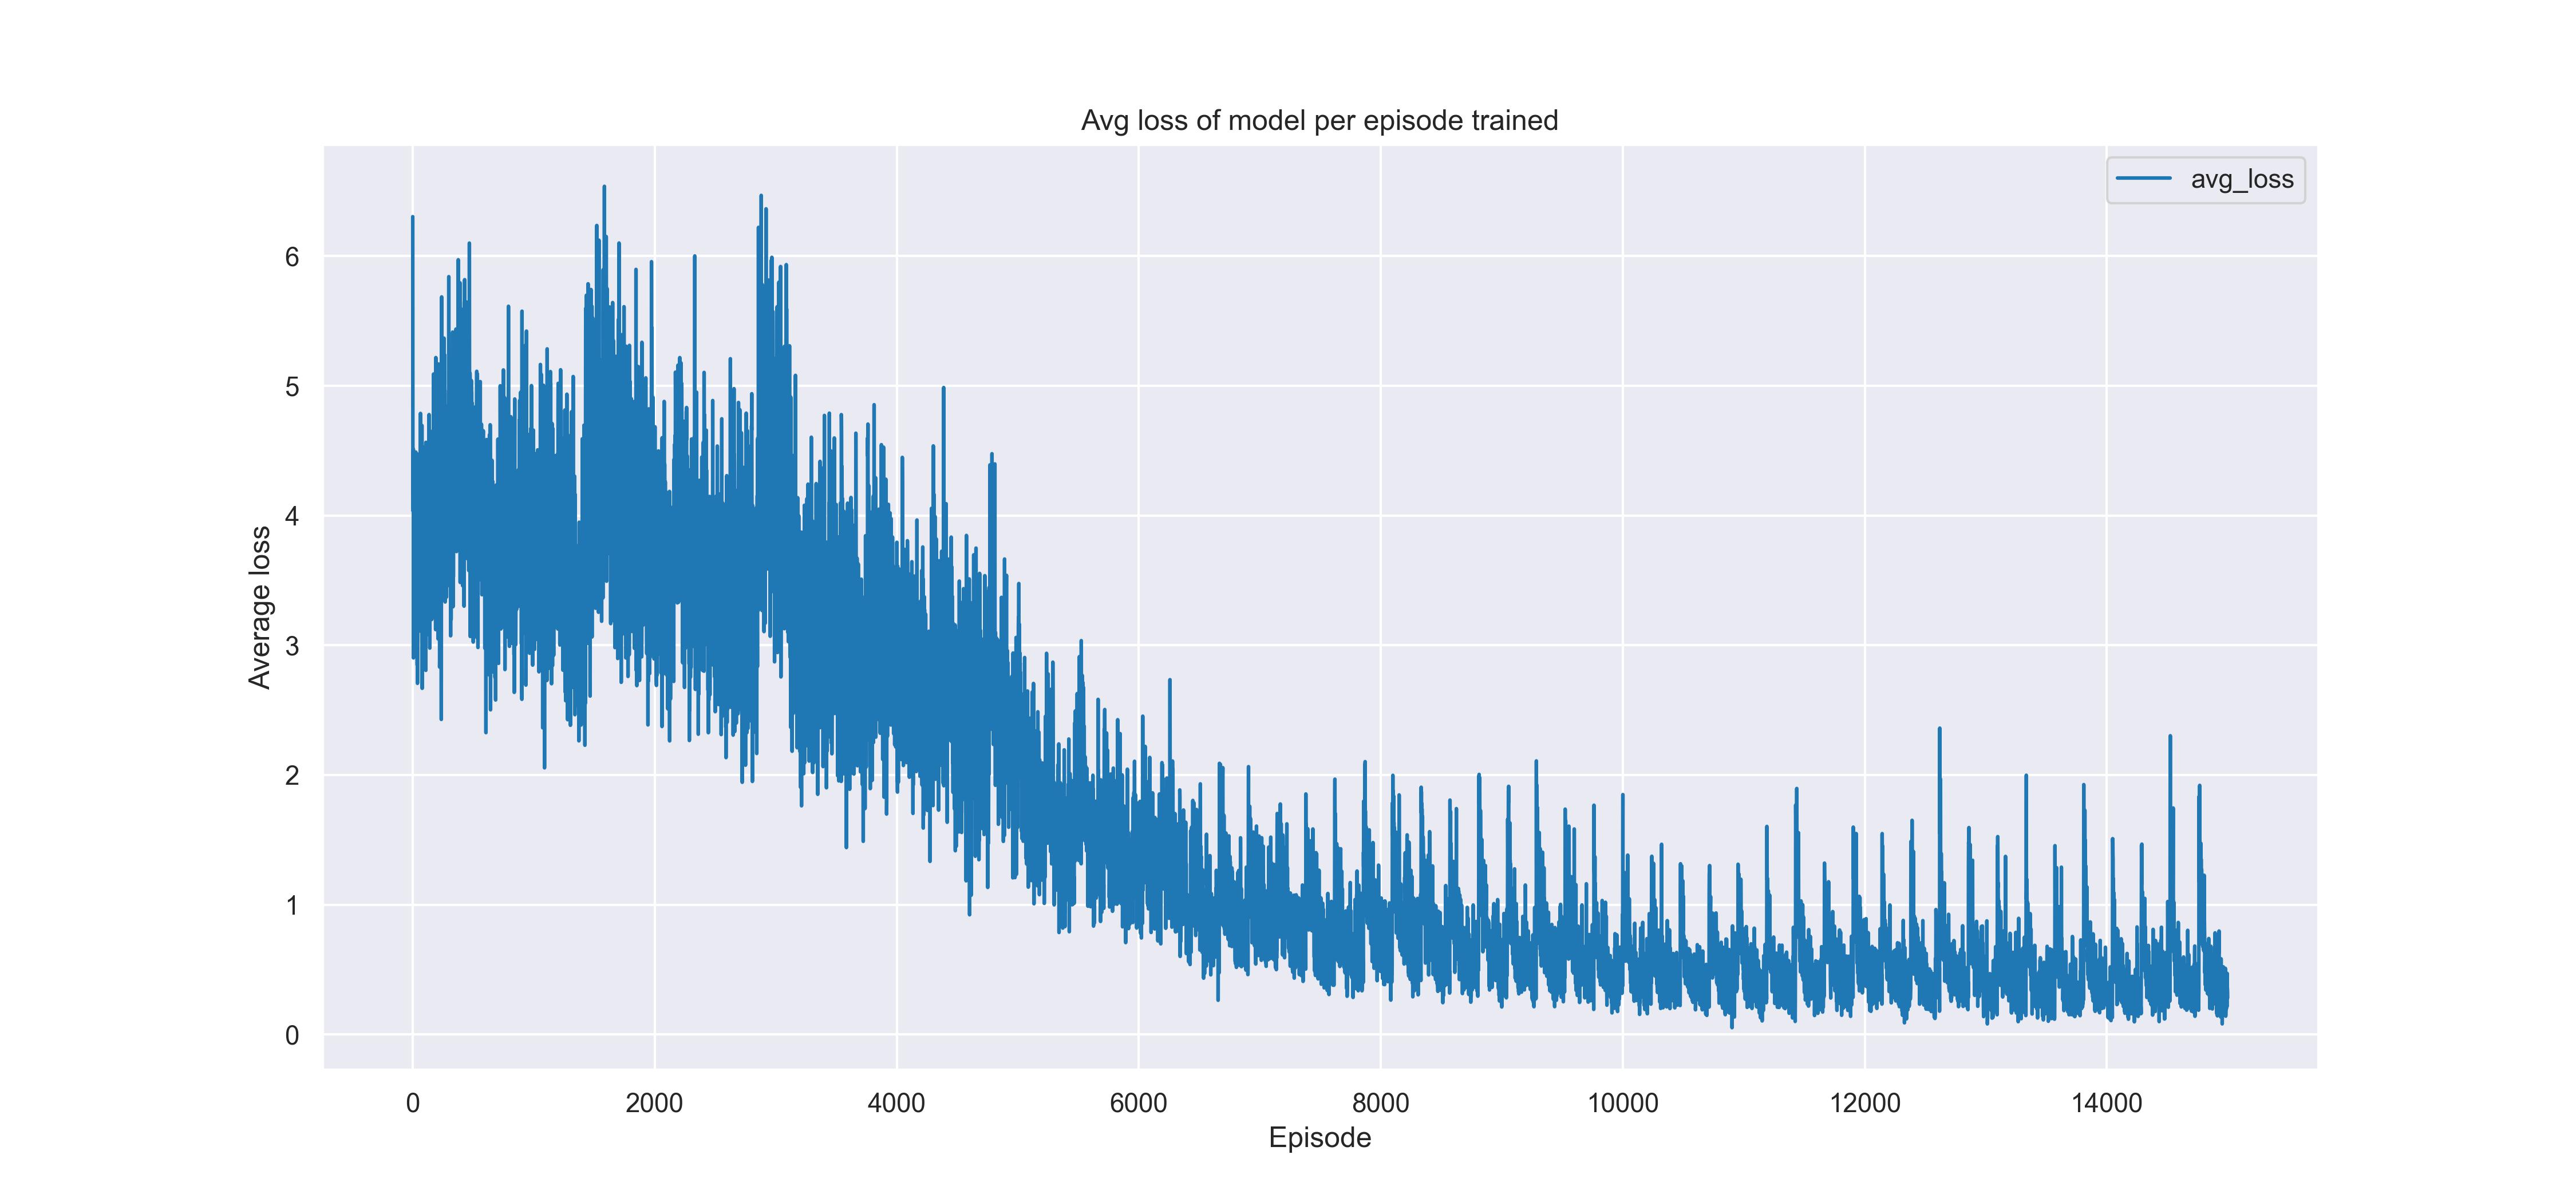 Avg loss of model per episode trained
avg_loss
6
5
4
3
2
1
0
Average loss
0 2000 4000 6000 8000 10000 12000 14000
Episode